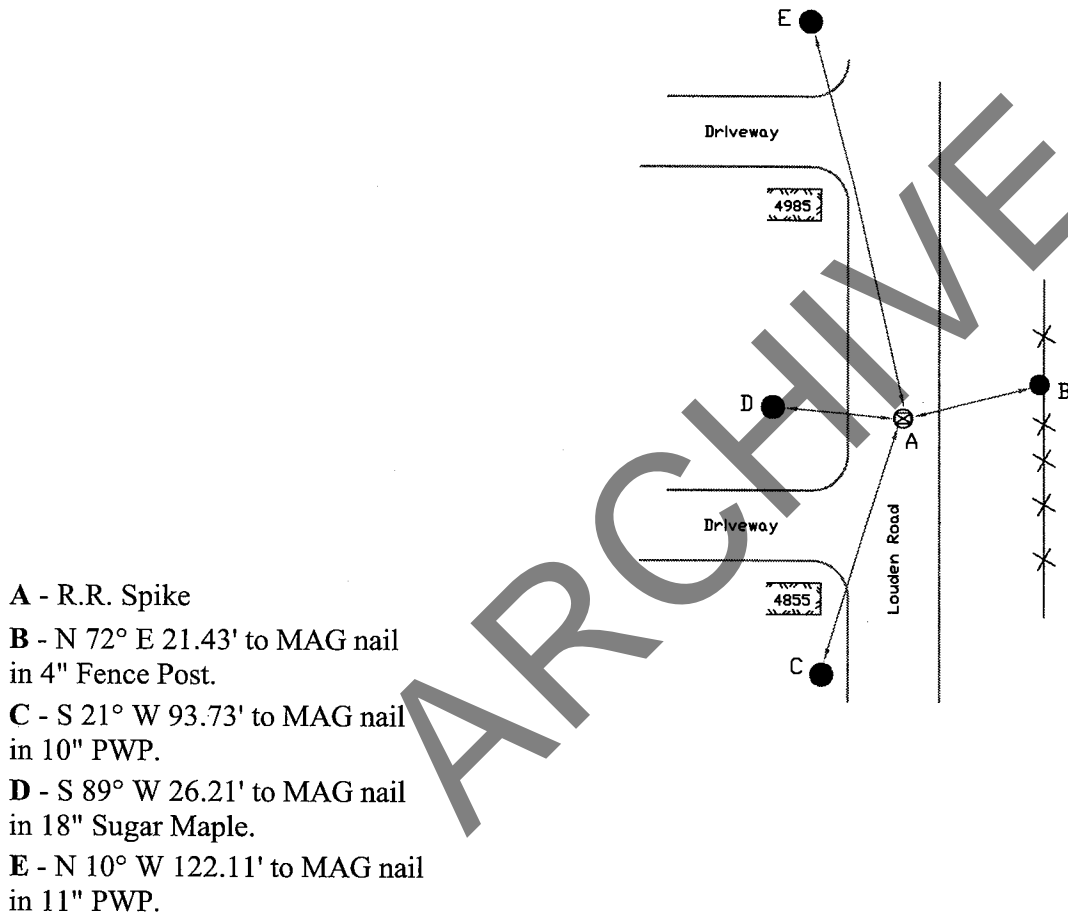 E
Driveway
4985
D
B
A
Driveway
Louden Road
4855
C
A - R.R. Spike
B - N 72° E 21.43' to MAG nail
in 4" Fence Post.
C - S 21° W 93.73' to MAG nail
in 10" PWP.
D - S 89° W 26.21' to MAG nail
in 18" Sugar Maple.
E - N 10° W 122.11' to MAG nail
in 11" PWP.
ARCHIVE